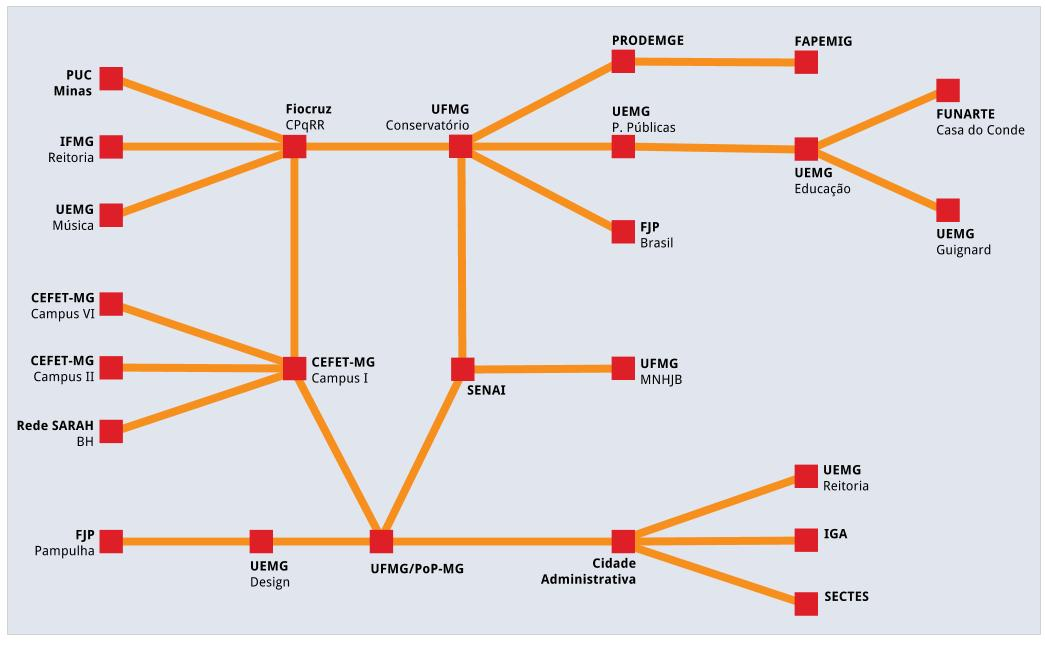 PRODEMGE
FAPEMIG
PUC
Minas
Fiocruz
CPqRR
UFMG
Conservatório
UEMG
P. Públicas
FUNARTE
Casa do Conde
IFMG
Reitoria
UEMG
Educação
UEMG
Música
FJP
Brasil
UEMG
Guignard
CEFET-MG
Campus VI
CEFET-MG
Campus II
CEFET-MG
Campus I
SENAI
UFMG
MNHJB
Rede SARAH
BH
UEMG
Reitoria
FJP
Pampulha
UEMG
Design
UFMG/PoP-MG
Cidade
Administrativa
IGA
SECTES